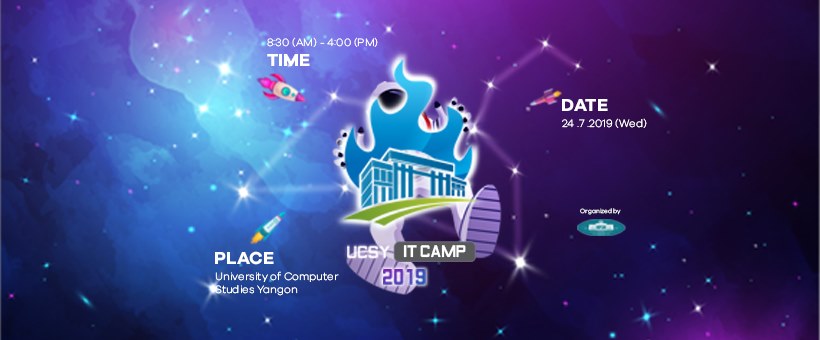 8:30 (AM) - 4:00 (PM)
TIME
DATE
24 .7 .2019 (Wed)
Organized by
UCSY IT CAMP
2019
PLACE
University of Computer
Studies Yangon